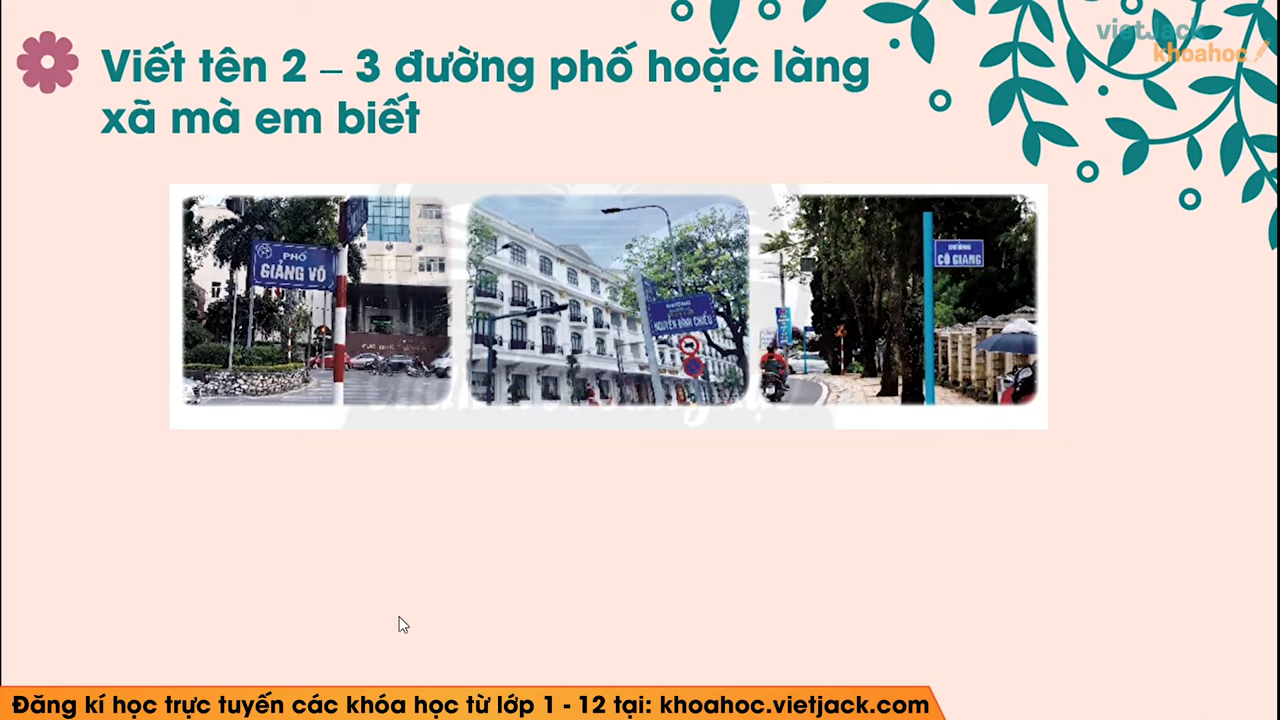 vietJack
khoahoc
Viết tên 2 – 3 đường phố hoặc làng
xã mà em biết
PHỐ
GIẢNG VÕ
ĐƯỜNG
NGUYỄN ĐÌNH CHIỂU
ĐƯỜNG
CÔ GIANG
Đăng kí học trực tuyến các khóa học từ lớp 1 - 12 tại: khoahoc.vietjack.com